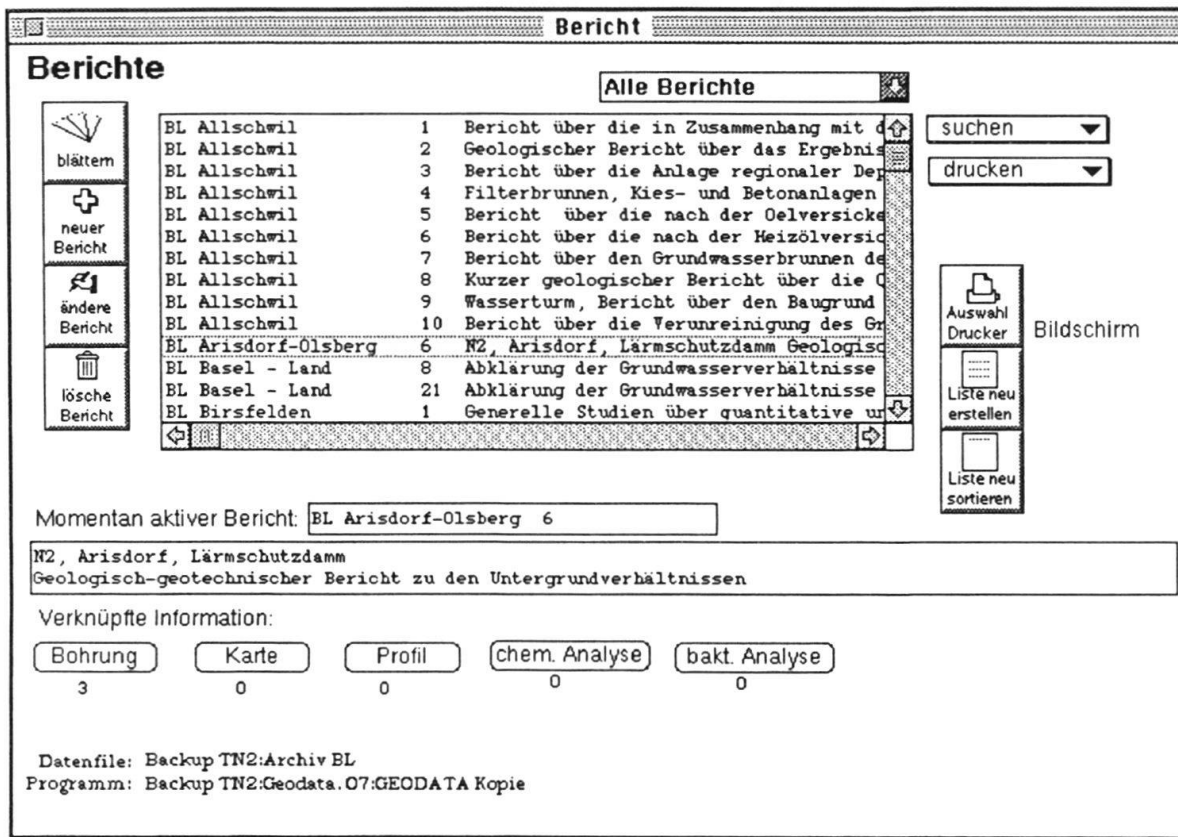 Bericht
Berichte
Alle Berichte
blättern
neuer
Bericht
ändere
Bericht
lösche
Bericht
BL Allschwil 1 Bericht über die in Zusammenhang mit d
BL Allschwil 2 Geologischer Bericht über das Ergebnis
BL Allschwil 3 Bericht über die Anlage regionaler Dep
BL Allschwil 4 Filterbrunnen, Kies- und Betonanlagen
BL Allschwil 5 Bericht über die nach der Oelversicke
BL Allschwil 6 Bericht über die nach der Heizölversic
BL Allschwil 7 Bericht über den Grundwasserbrunnen de
BL Allschwil 8 Kurzer geologischer Bericht über die Q
BL Allschwil 9 Wasserturm, Bericht über den Baugrund
BL Allschwil 10 Bericht über die Verunreinigung des Gr
BL Arisdorf-Olsberg 6 N2, Arisdorf, Lärmschutzdamm Geologisc
BL Basel - Land 8 Abklärung der Grundwasserverhältnisse
BL Basel - Land 21 Abklärung der Grundwasserverhältnisse
BL Birsfelden 1 Generelle Studien über quantitative un
suchen
drucken
Auswahl
Drucker
Bildschirm
Liste neu
erstellen
Liste neu
sortieren
Momentan aktiver Bericht: BL Arisdorf-Olsberg 6
N2, Arisdorf, Lärmschutzdamm
Geologisch-geotechnischer Bericht zu den Untergrundverhältnissen
Verknüpfte Information:
Bohrung Karte Profil chem. Analyse bakt. Analyse
3 0 0 0 0
Datenfile: Backup TN2:Archiv BL
Programm: Backup TN2:Geodata.07:GEODATA Kopie